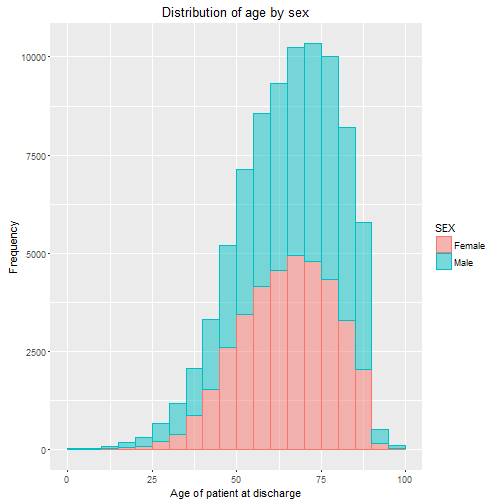 Distribution of age by sex
10000
7500
5000
2500
0
Frequency
0 25 50 75 100
Age of patient at discharge
SEX
Female
Male